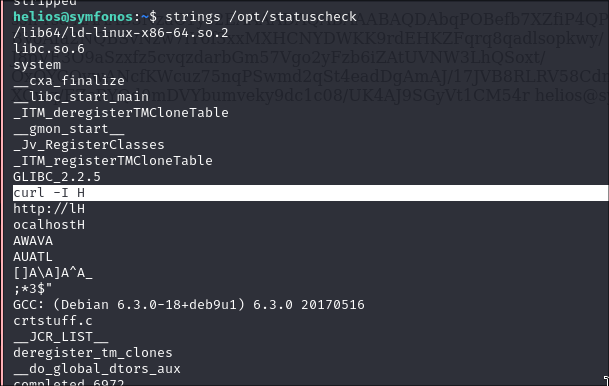 stripped
helios@symfonos:~$ strings /opt/statuscheck
/lib64/ld-linux-x86-64.so.2
libc.so.6
system
__cxa_finalize
__libc_start_main
_ITM_deregisterTMCloneTable
__gmon_start__
_Jv_RegisterClasses
_ITM_registerTMCloneTable
GLIBC_2.2.5
curl -I H
http://lH
ocalhostH
AWAVA
AUATL
[]A\A]A^A_
;*3$"
GCC: (Debian 6.3.0-18+deb9u1) 6.3.0 20170516
crtstuff.c
__JCR_LIST__
deregister_tm_clones
__do_global_dtors_aux
completed.6972